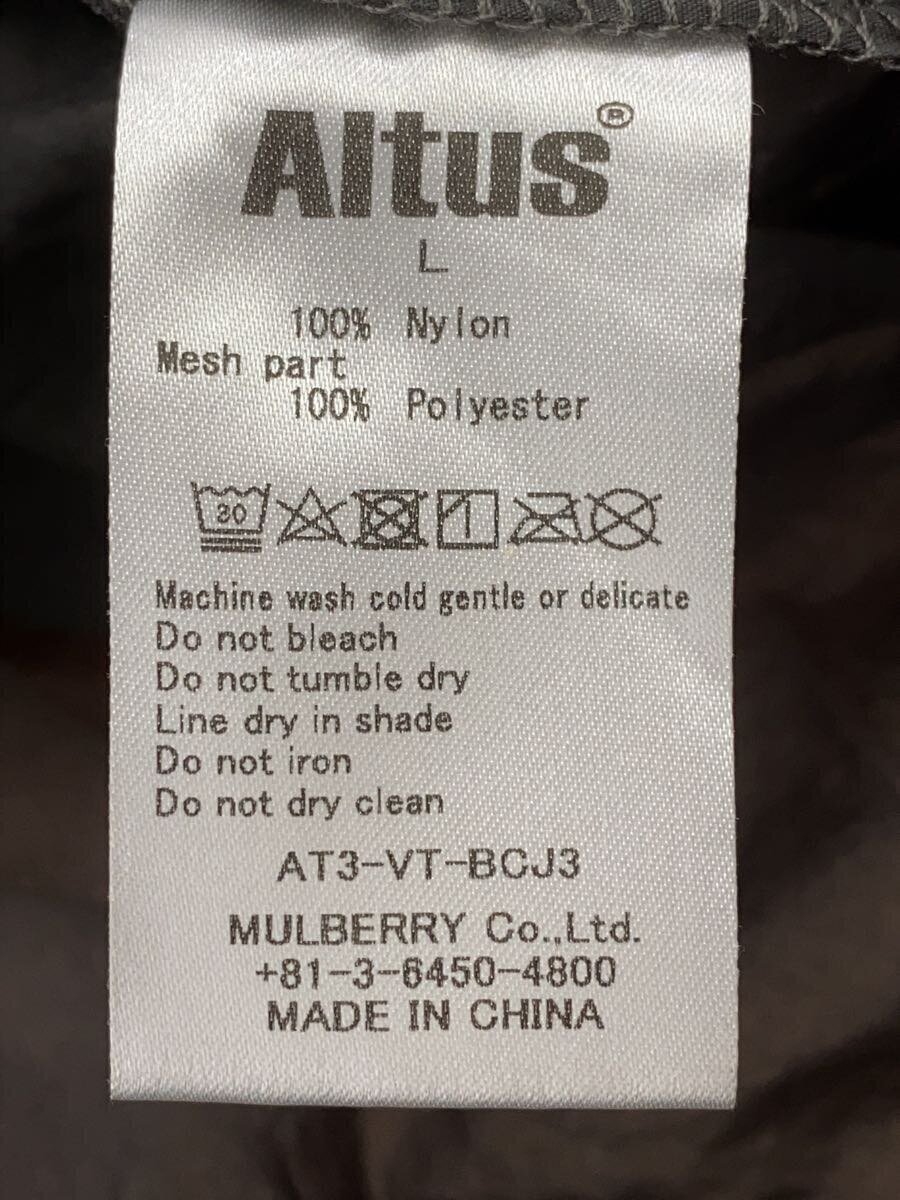 Altus®
L
100% Nylon
Mesh part
100% Polyester
30
Machine wash cold gentle or delicate
Do not bleach
Do not tumble dry
Line dry in shade
Do not iron
Do not dry clean
AT3-VT-BCJ3
MULBERRY Co.,Ltd.
+81-3-6450-4800
MADE IN CHINA